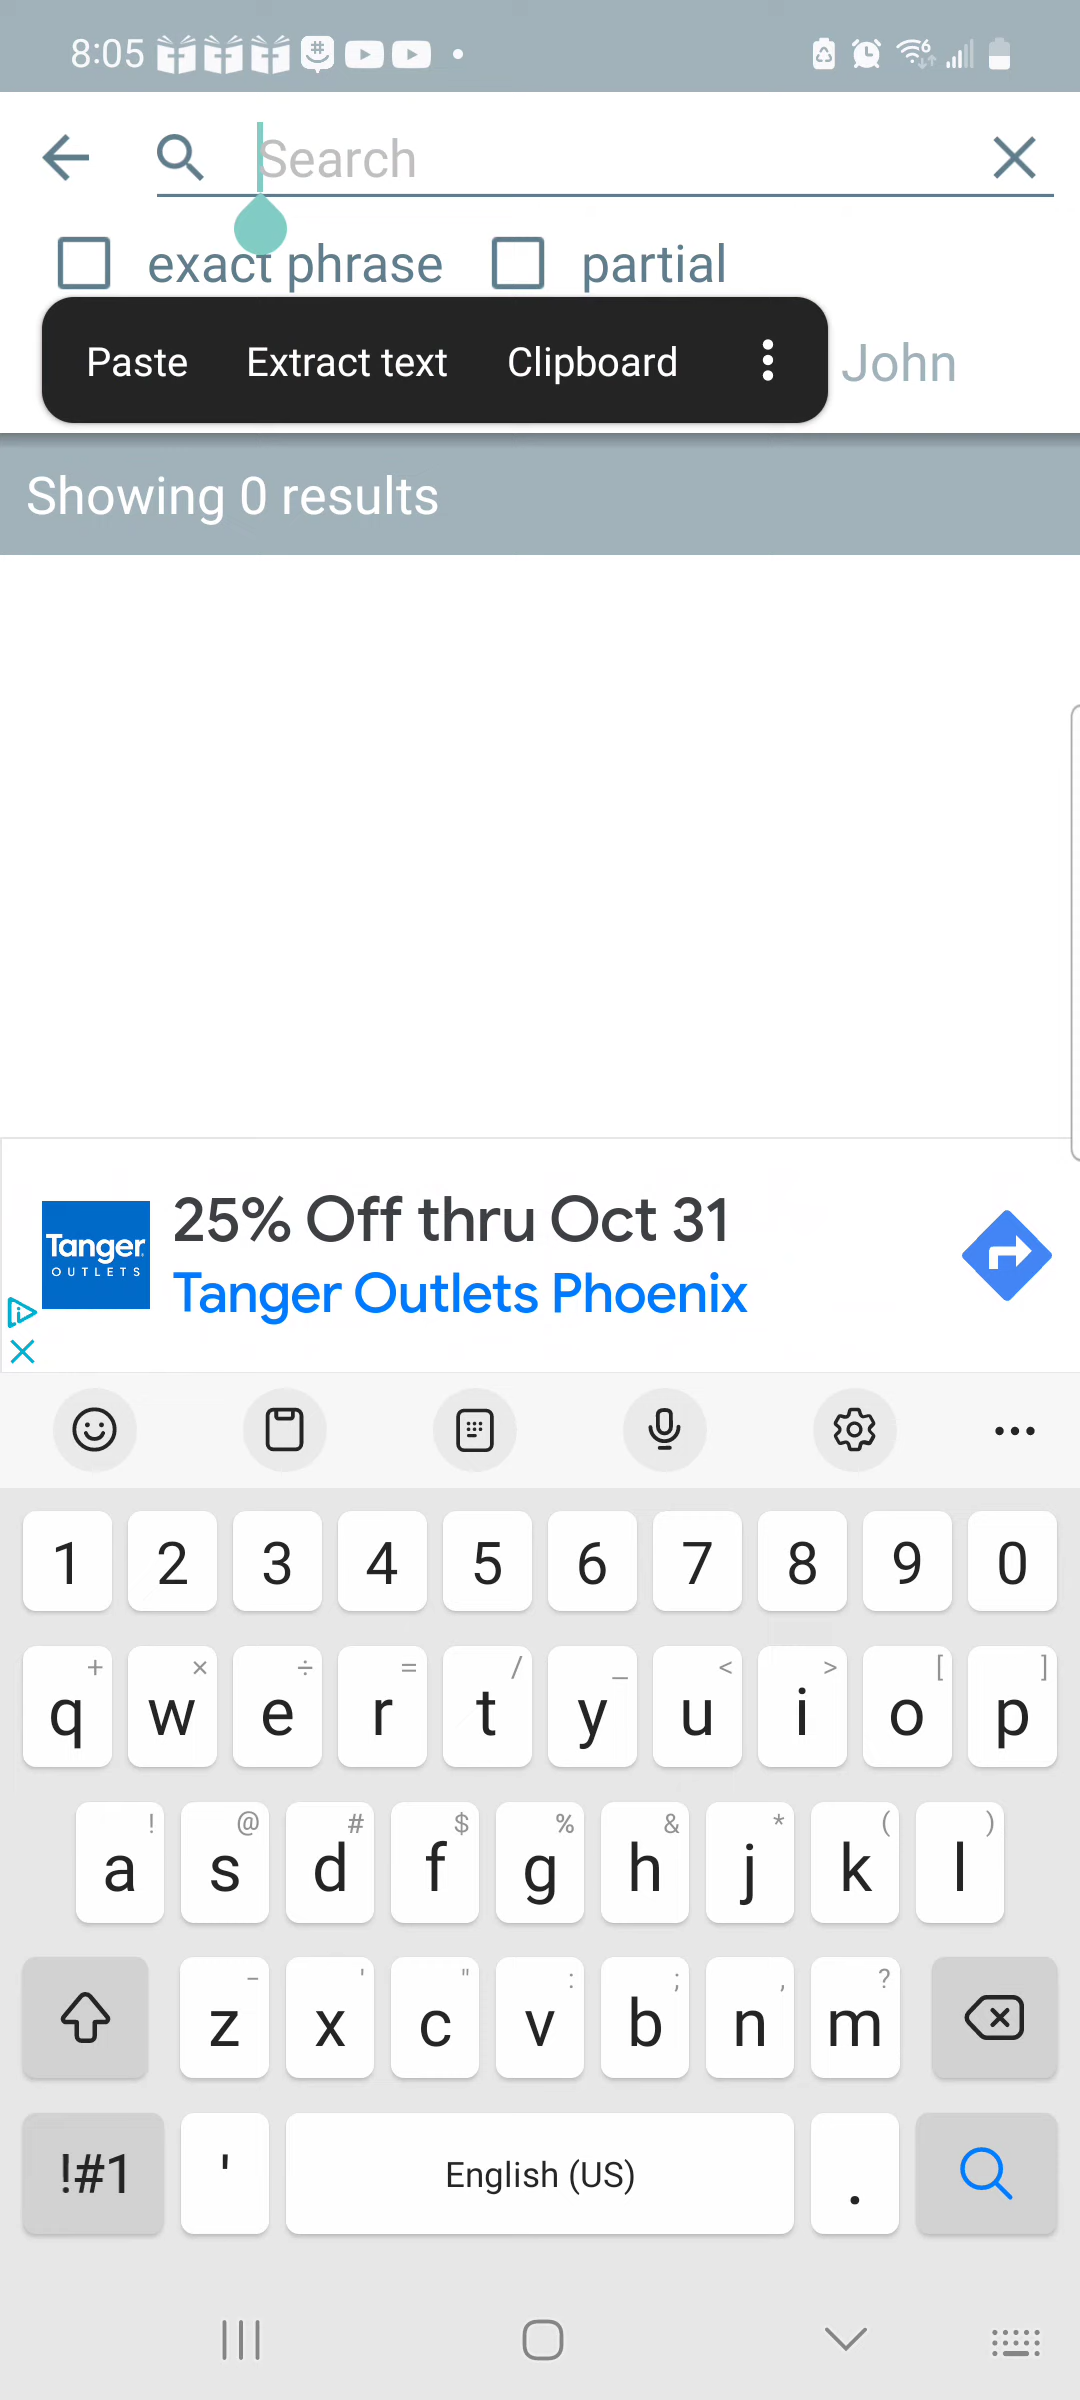 8:05
Search
exact phrase partial
Paste Extract text Clipboard John
Showing 0 results
Tanger
OUTLETS
25% Off thru Oct 31
Tanger Outlets Phoenix
1 2 3 4 5 6 7 8 9 0
+ × ÷ = / _ < > [ ]
q w e r t y u i o p
! @ # $ % & * ( )
a s d f g h j k l
- ' " : ; , ?
z x c v b n m
!#1 ' English (US) .